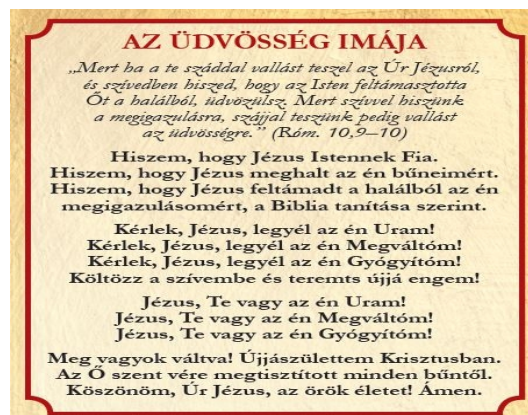 AZ ÜDVÖSSÉG IMÁJA
„Mert ha a te száddal vallást teszel az Úr Jézusról,
és szívedben hiszed, hogy az Isten feltámasztotta
Őt a halálból, üdvözülsz. Mert szívvel hiszünk
a megigazulásra, szájjal teszünk pedig vallást
az üdvösségre.” (Róm. 10,9–10)
Hiszem, hogy Jézus Istennek Fia.
Hiszem, hogy Jézus meghalt az én bűneimért.
Hiszem, hogy Jézus feltámadt a halálból az én
megigazulásomért, a Biblia tanítása szerint.
Kérlek, Jézus, legyél az én Uram!
Kérlek, Jézus, legyél az én Megváltóm!
Kérlek, Jézus, legyél az én Gyógyítóm!
Költözz a szívembe és teremts újjá engem!
Jézus, Te vagy az én Uram!
Jézus, Te vagy az én Megváltóm!
Jézus, Te vagy az én Gyógyítóm!
Meg vagyok váltva! Újjászülettem Krisztusban.
Az Ő szent vére megtisztított minden bűntől.
Köszönöm, Úr Jézus, az örök életet! Ámen.